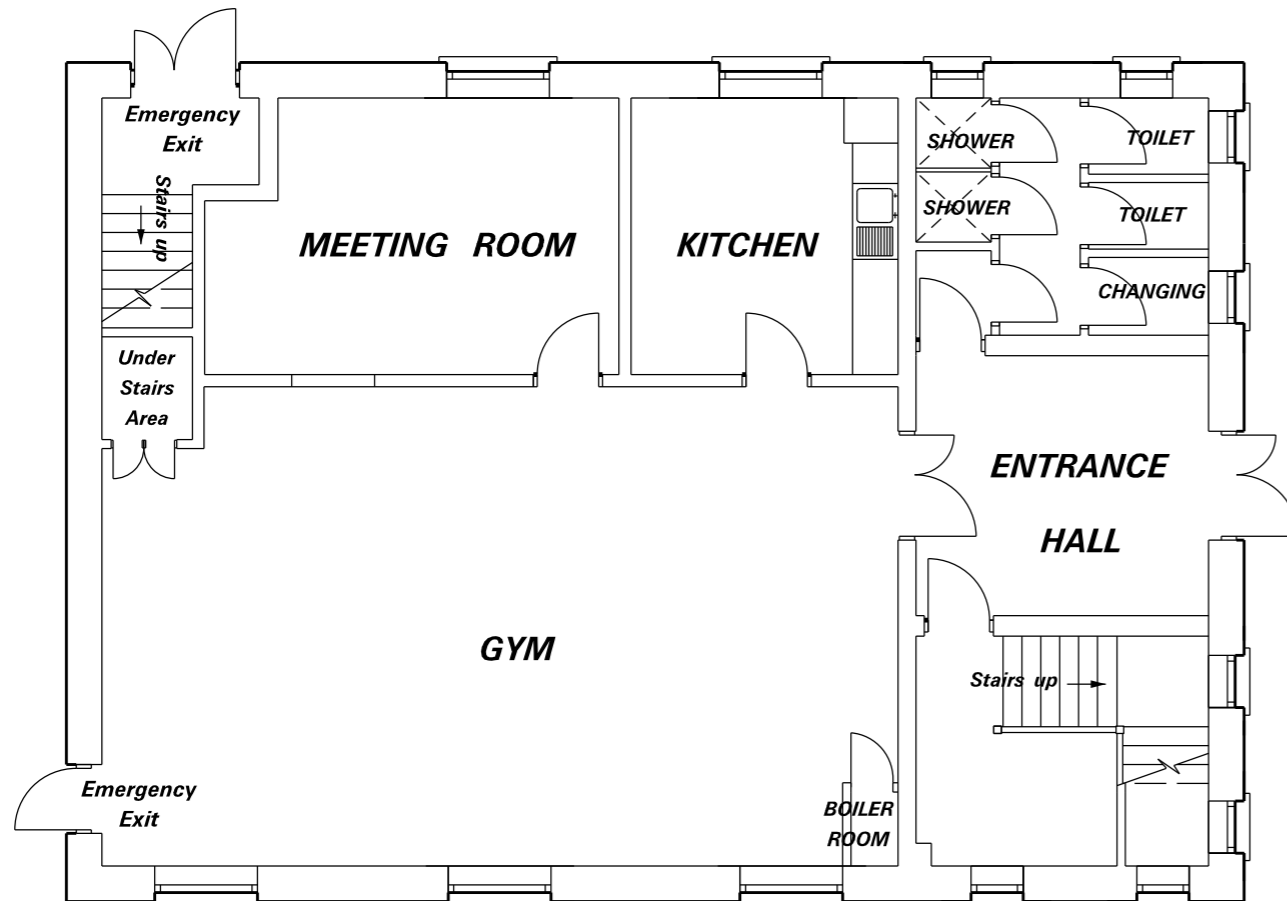 Emergency
Exit
Stairs up
MEETING ROOM
KITCHEN
SHOWER
TOILET
SHOWER
TOILET
CHANGING
Under
Stairs
Area
ENTRANCE
HALL
GYM
Stairs up
Emergency
Exit
BOILER
ROOM